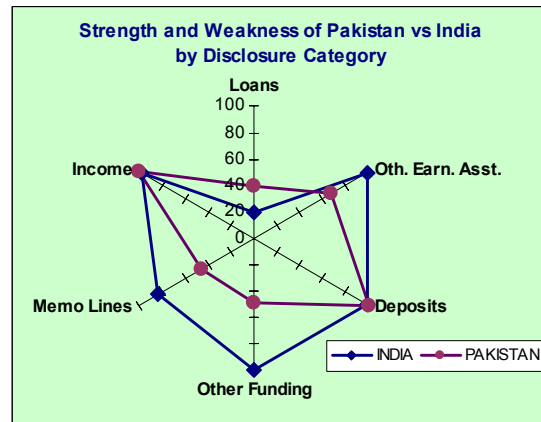 Strength and Weakness of Pakistan vs India
by Disclosure Category
Loans
100
80
60
40
20
0
Income
Oth. Earn. Asst.
Memo Lines
Deposits
INDIA PAKISTAN
Other Funding